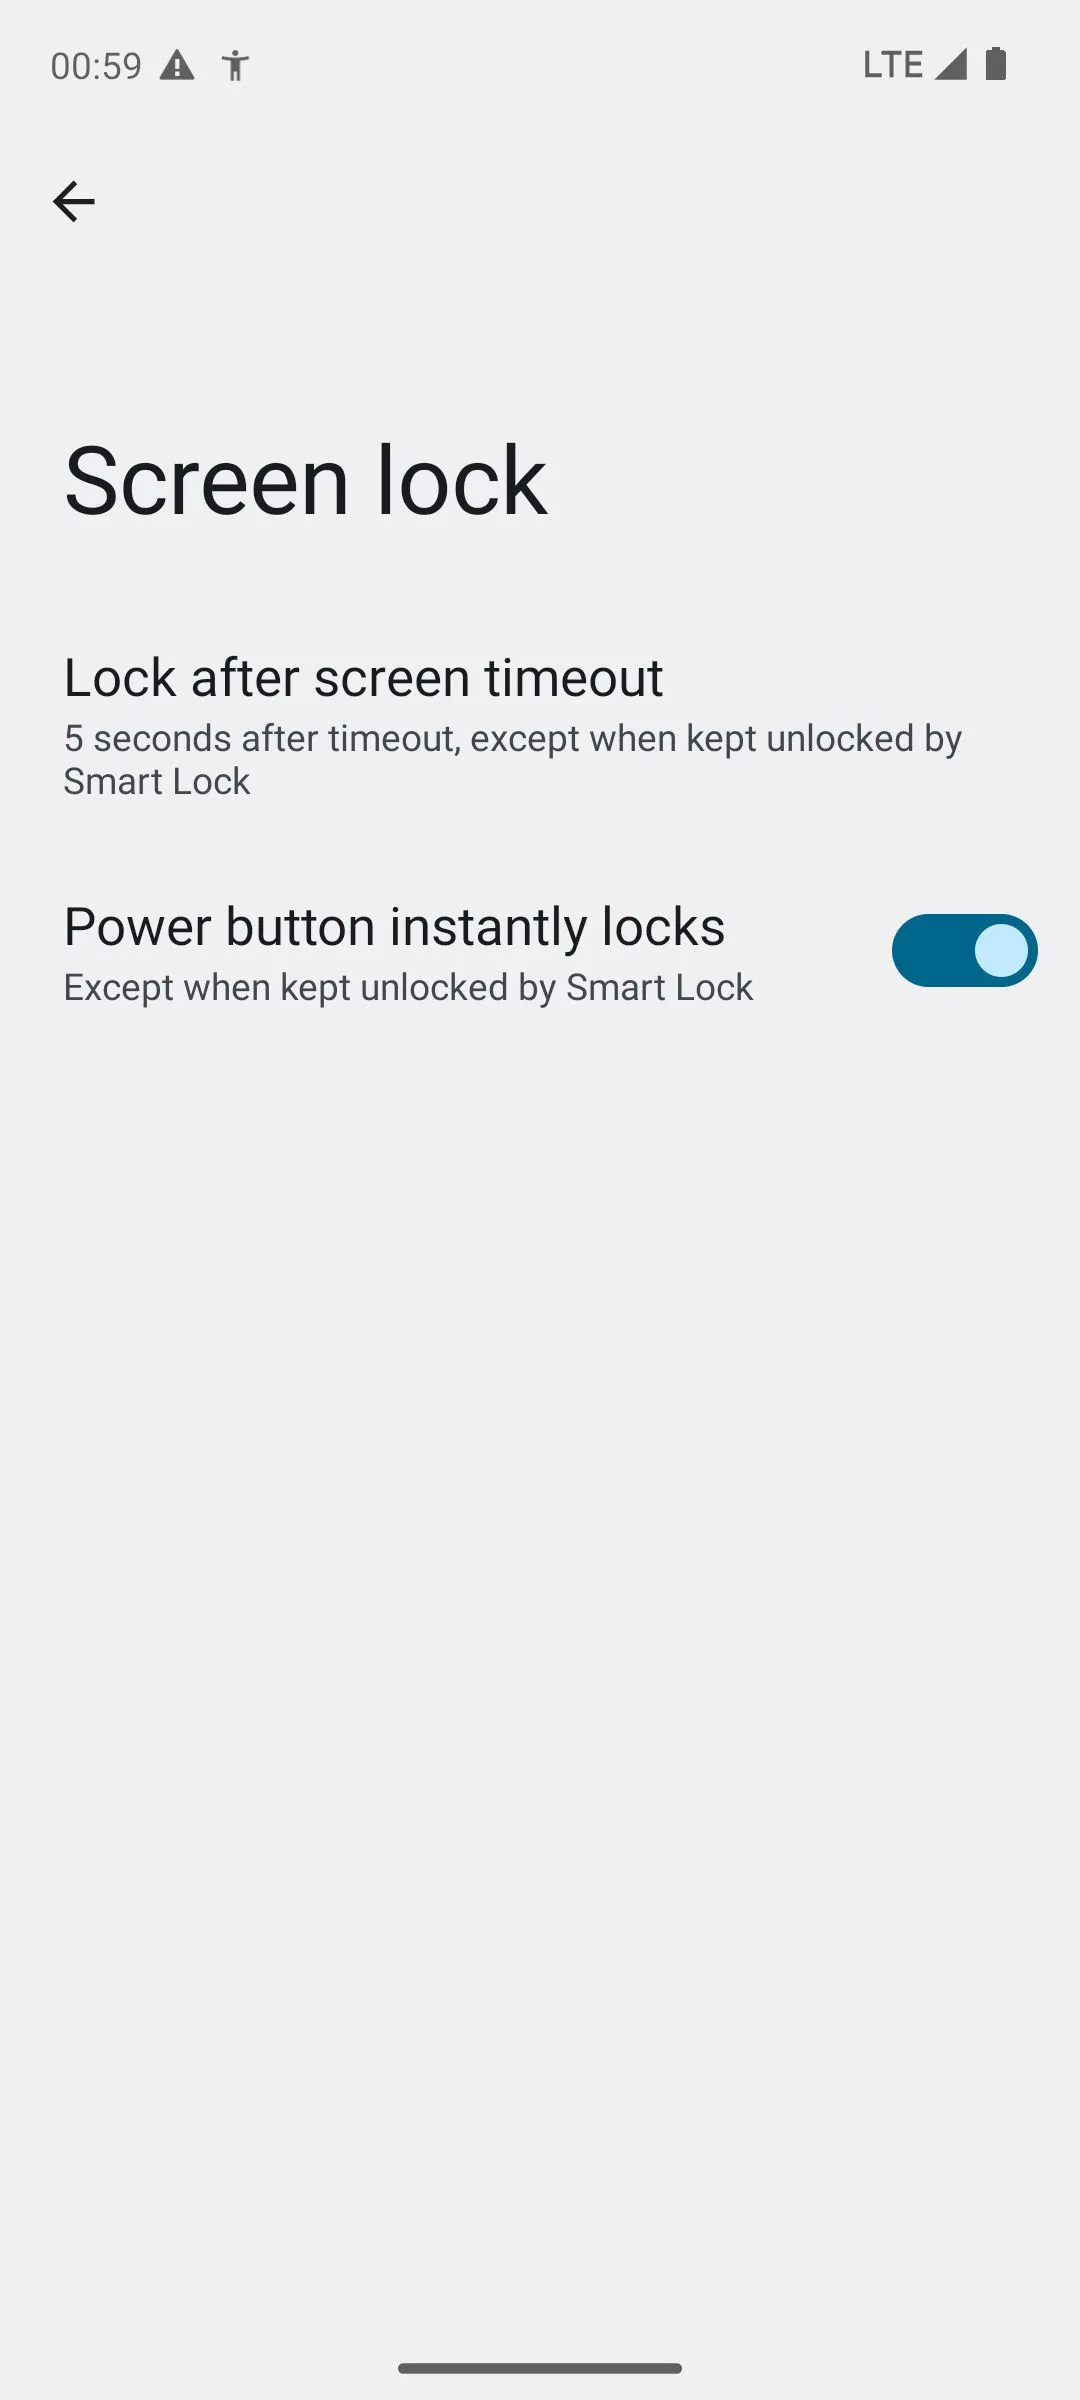 00:59
LTE
Screen lock
Lock after screen timeout
5 seconds after timeout, except when kept unlocked by
Smart Lock
Power button instantly locks
Except when kept unlocked by Smart Lock